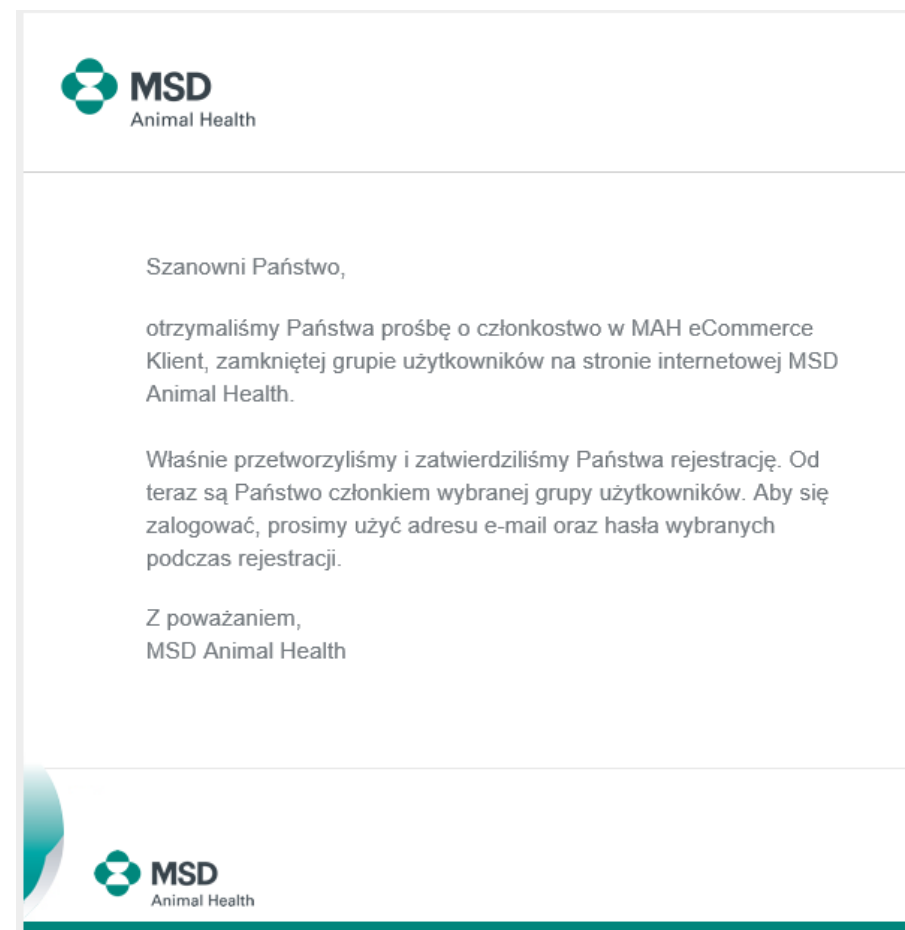 MSD
Animal Health
Szanowni Państwo,
otrzymaliśmy Państwa prośbę o członkostwo w MAH eCommerce
Klient, zamkniętej grupie użytkowników na stronie internetowej MSD
Animal Health.
Właśnie przetworzyliśmy i zatwierdziliśmy Państwa rejestrację. Od
teraz są Państwo członkiem wybranej grupy użytkowników. Aby się
zalogować, prosimy użyć adresu e-mail oraz hasła wybranych
podczas rejestracji.
Z poważaniem,
MSD Animal Health
MSD
Animal Health